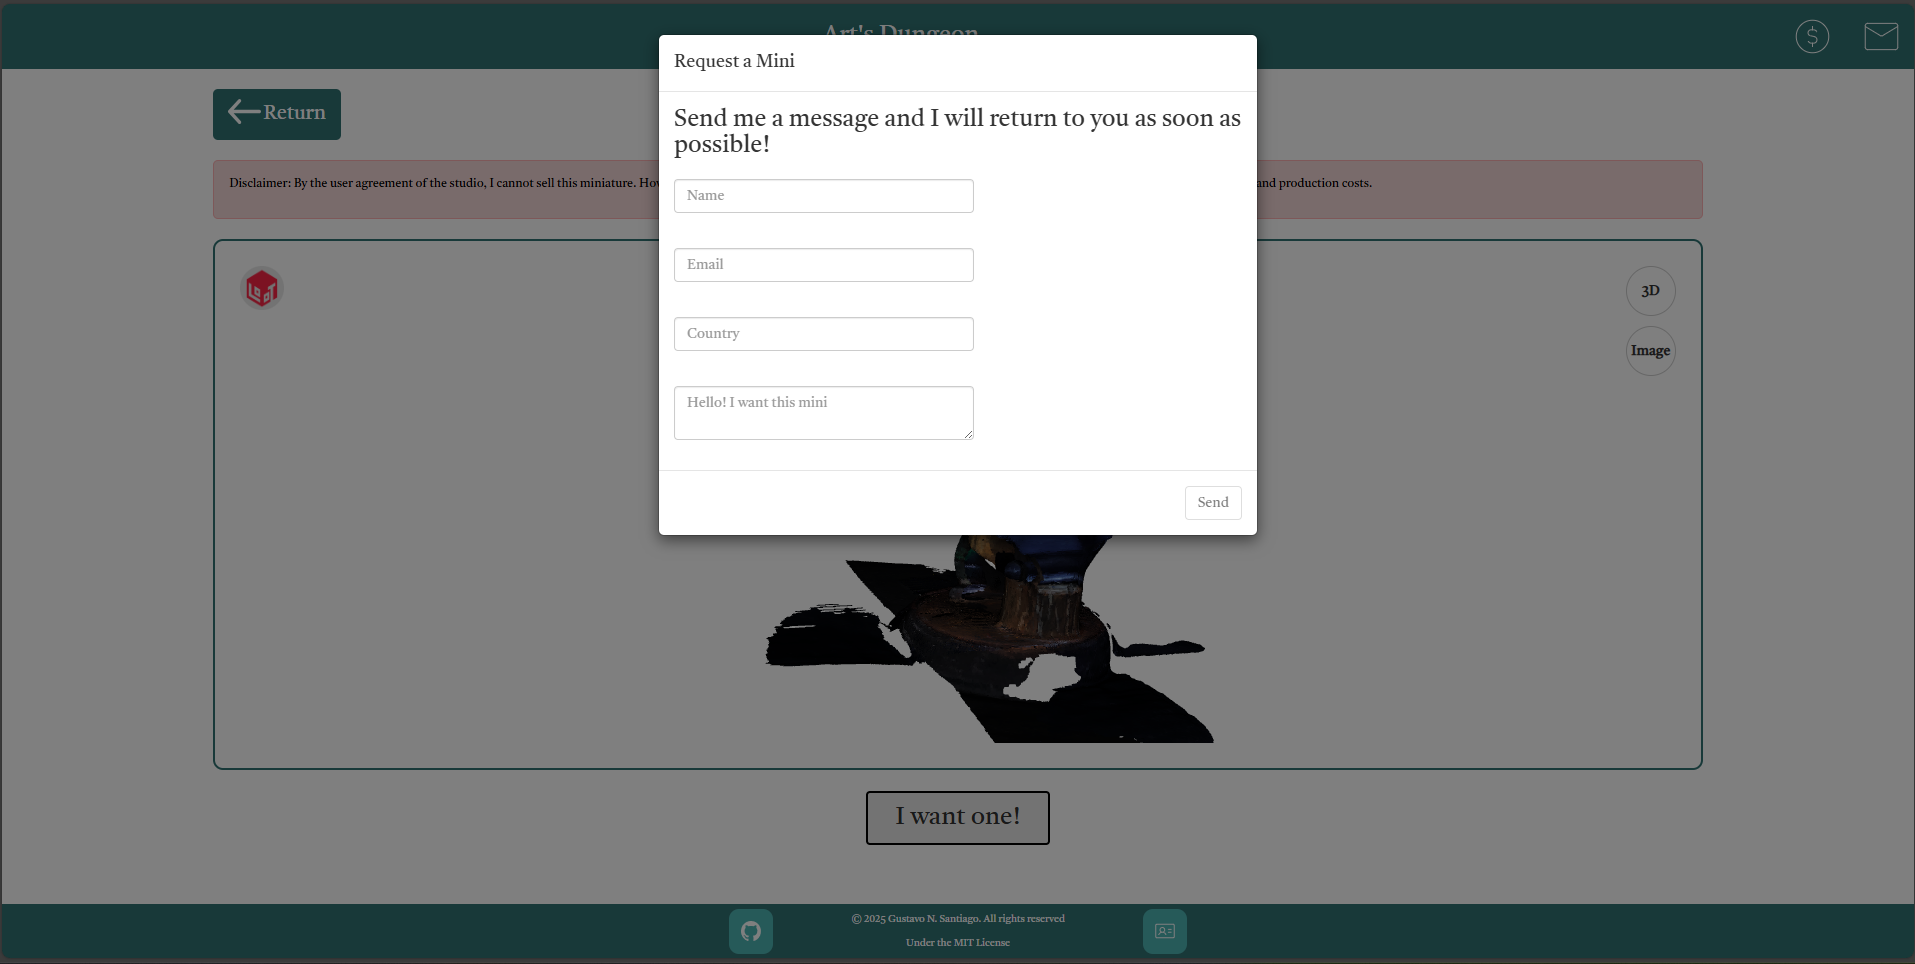 Art's Dungeon
Request a Mini
Send me a message and I will return to you as soon as
possible!
Return
Disclaimer: By the user agreement of the studio, I cannot sell this miniature. and production costs.
Name
Email
Country
Hello! I want this mini
Send
LOOT
3D
Image
I want one!
© 2025 Gustavo N. Santiago. All rights reserved
Under the MIT License